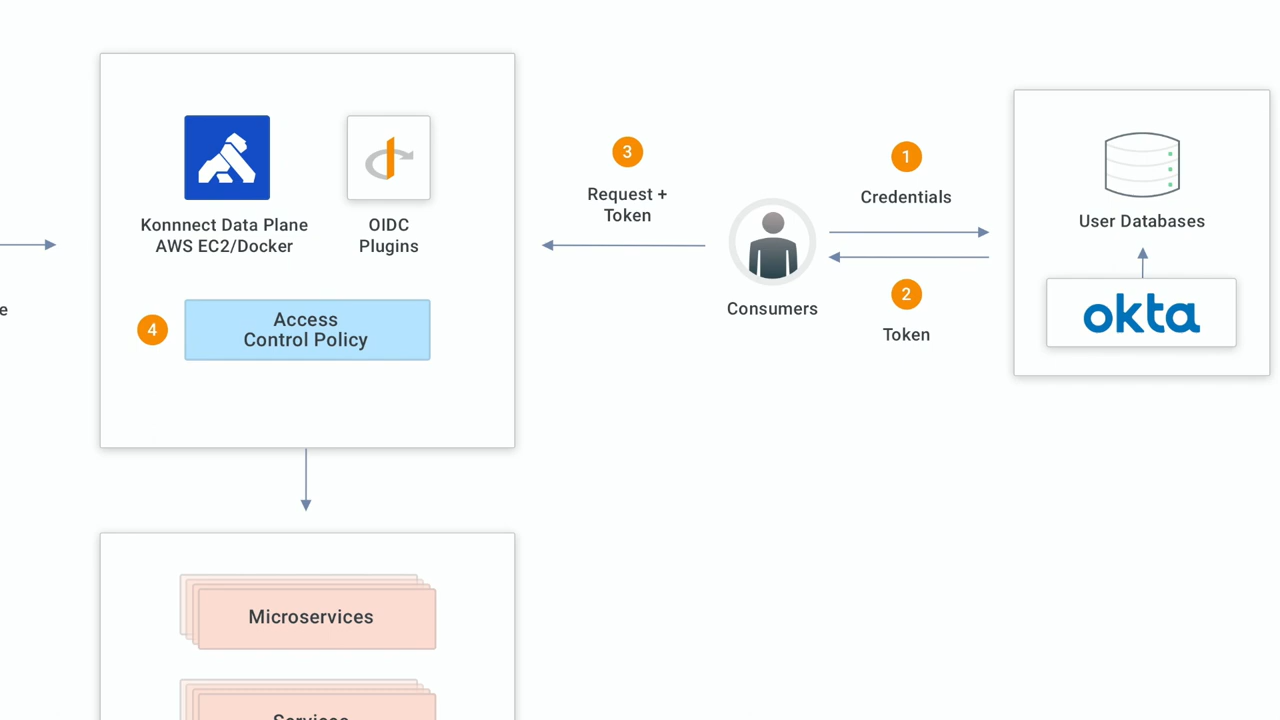 Konnnect Data Plane
AWS EC2/Docker
OIDC
Plugins
4
Access
Control Policy
3
Request +
Token
1
Credentials
Consumers
2
Token
User Databases
okta
Microservices
Services
e